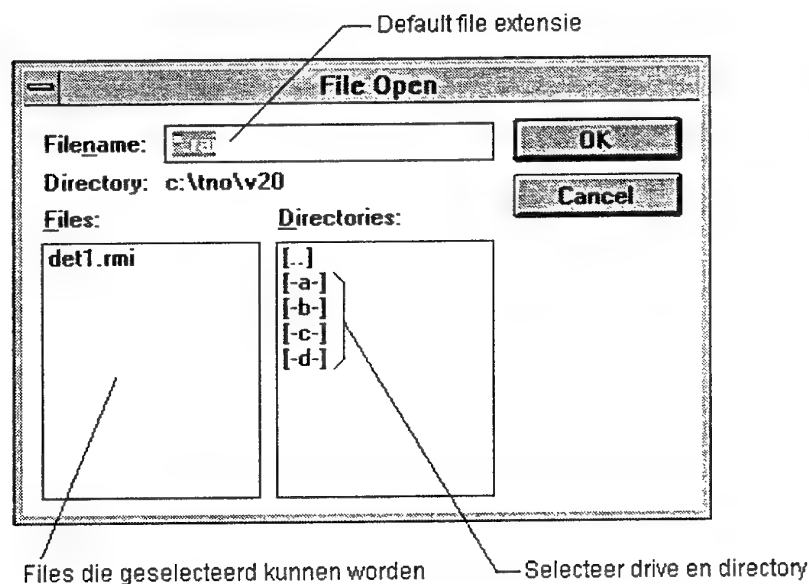 Default file extensie
File Open
Filename:
OK
Directory: c:\tno\v20
Cancel
Files:
Directories:
det1.rmi
[..]
[-a-]
[-b-]
[-c-]
[-d-]
Files die geselecteerd kunnen worden
Selecteer drive en directory